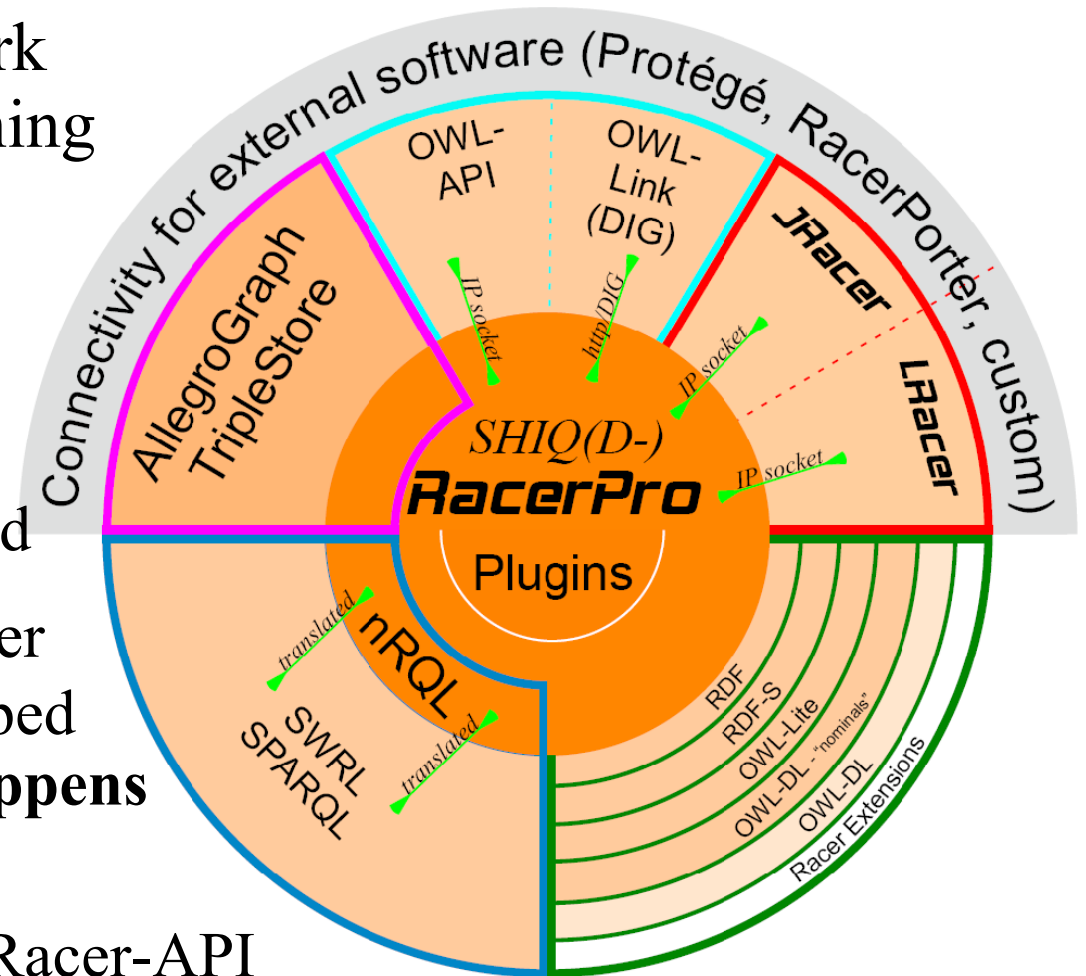 rk
ning
Connectivity for external software (Protégé, RacerPorter, custom)
OWL-
API
OWL-
Link
(DIG)
JRacer
LRacer
AllegroGraph
TripleStore
IP socket
http/DIG
IP socket
IP socket
SHIQ(D-)
RacerPro
Plugins
d
er
ped
ppens
Racer-API
translated
nRQL
SWRL
SPARQL
translated
RDF
RDF-S
OWL-Lite
OWL-DL - "nominals"
OWL-DL
Racer Extensions